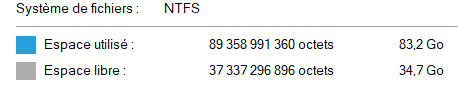 Système de fichiers : NTFS
Espace utilisé : 89 358 991 360 octets 83,2 Go
Espace libre : 37 337 296 896 octets 34,7 Go